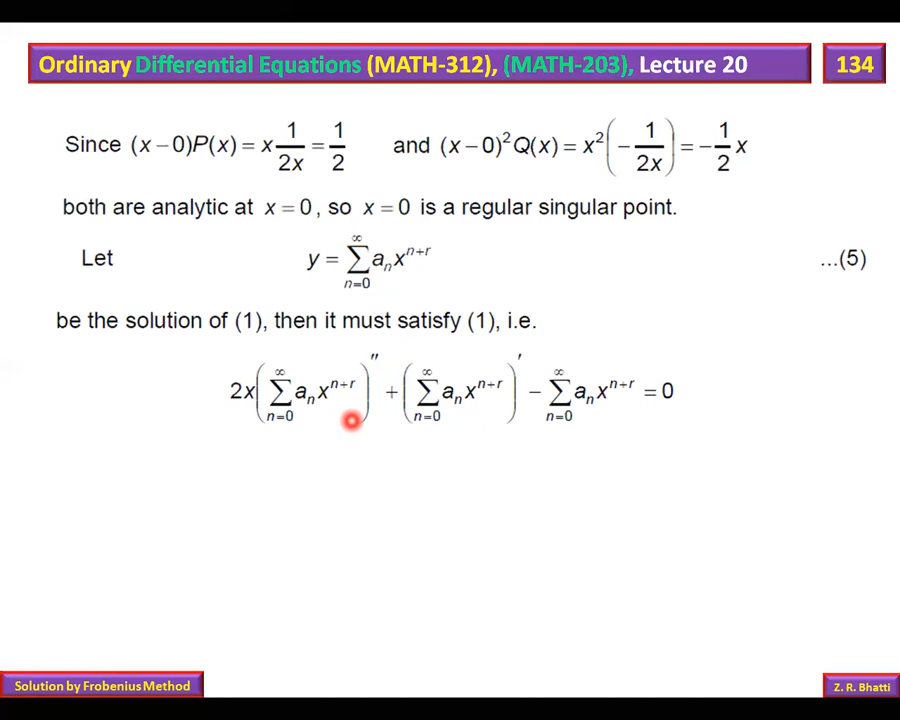 Ordinary Differential Equations (MATH-312), (MATH-203), Lecture 20 134
Since (x − 0)P(x) = x 1/2x = 1/2 and (x − 0)²Q(x) = x²(− 1/2x) = − 1/2 x
both are analytic at x = 0, so x = 0 is a regular singular point.
Let y = ∑_{n=0}^{∞} a_n x^{n+r} ...(5)
be the solution of (1), then it must satisfy (1), i.e.
2x(∑_{n=0}^{∞} a_n x^{n+r})″ + (∑_{n=0}^{∞} a_n x^{n+r})′ − ∑_{n=0}^{∞} a_n x^{n+r} = 0
Solution by Frobenius Method Z. R. Bhatti